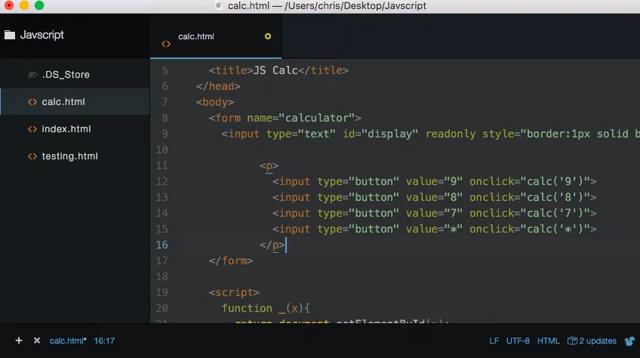 calc.html — /Users/chris/Desktop/Javscript
Javscript
calc.html
.DS_Store
calc.html
index.html
testing.html
5 <title>JS Calc</title>
6 </head>
7 <body>
8 <form name="calculator">
9 <input type="text" id="display" readonly style="border:1px solid b
10
11 <p>
12 <input type="button" value="9" onclick="calc('9')">
13 <input type="button" value="8" onclick="calc('8')">
14 <input type="button" value="7" onclick="calc('7')">
15 <input type="button" value="*" onclick="calc('*')">
16 </p>
17 </form>
18
19 <script>
20 function _(x){
21 return document.getElementById(x);
calc.html* 16:17 LF UTF-8 HTML 2 updates